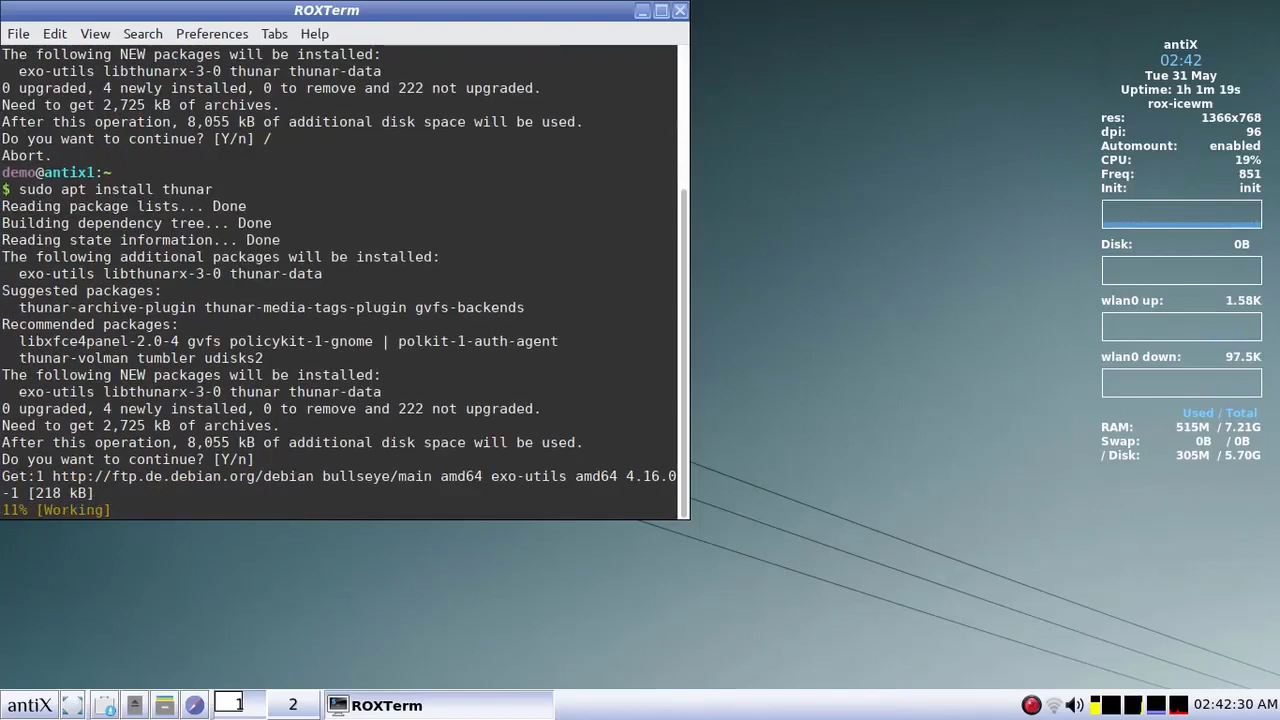 ROXTerm
File Edit View Search Preferences Tabs Help
The following NEW packages will be installed:
exo-utils libthunarx-3-0 thunar thunar-data
0 upgraded, 4 newly installed, 0 to remove and 222 not upgraded.
Need to get 2,725 kB of archives.
After this operation, 8,055 kB of additional disk space will be used.
Do you want to continue? [Y/n] /
Abort.
demo@antix1:~
$ sudo apt install thunar
Reading package lists... Done
Building dependency tree... Done
Reading state information... Done
The following additional packages will be installed:
exo-utils libthunarx-3-0 thunar-data
Suggested packages:
thunar-archive-plugin thunar-media-tags-plugin gvfs-backends
Recommended packages:
libxfce4panel-2.0-4 gvfs policykit-1-gnome | polkit-1-auth-agent
thunar-volman tumbler udisks2
The following NEW packages will be installed:
exo-utils libthunarx-3-0 thunar thunar-data
0 upgraded, 4 newly installed, 0 to remove and 222 not upgraded.
Need to get 2,725 kB of archives.
After this operation, 8,055 kB of additional disk space will be used.
Do you want to continue? [Y/n]
Get:1 http://ftp.de.debian.org/debian bullseye/main amd64 exo-utils amd64 4.16.0
-1 [218 kB]
11% [Working]
antiX
02:42
Tue 31 May
Uptime: 1h 1m 19s
rox-icewm
res: 1366x768
dpi: 96
Automount: enabled
CPU: 19%
Freq: 851
Init: init
Disk: 0B
wlan0 up: 1.58K
wlan0 down: 97.5K
Used / Total
RAM: 515M / 7.21G
Swap: 0B / 0B
/ Disk: 305M / 5.70G
antiX 1 2 ROXTerm 02:42:30 AM